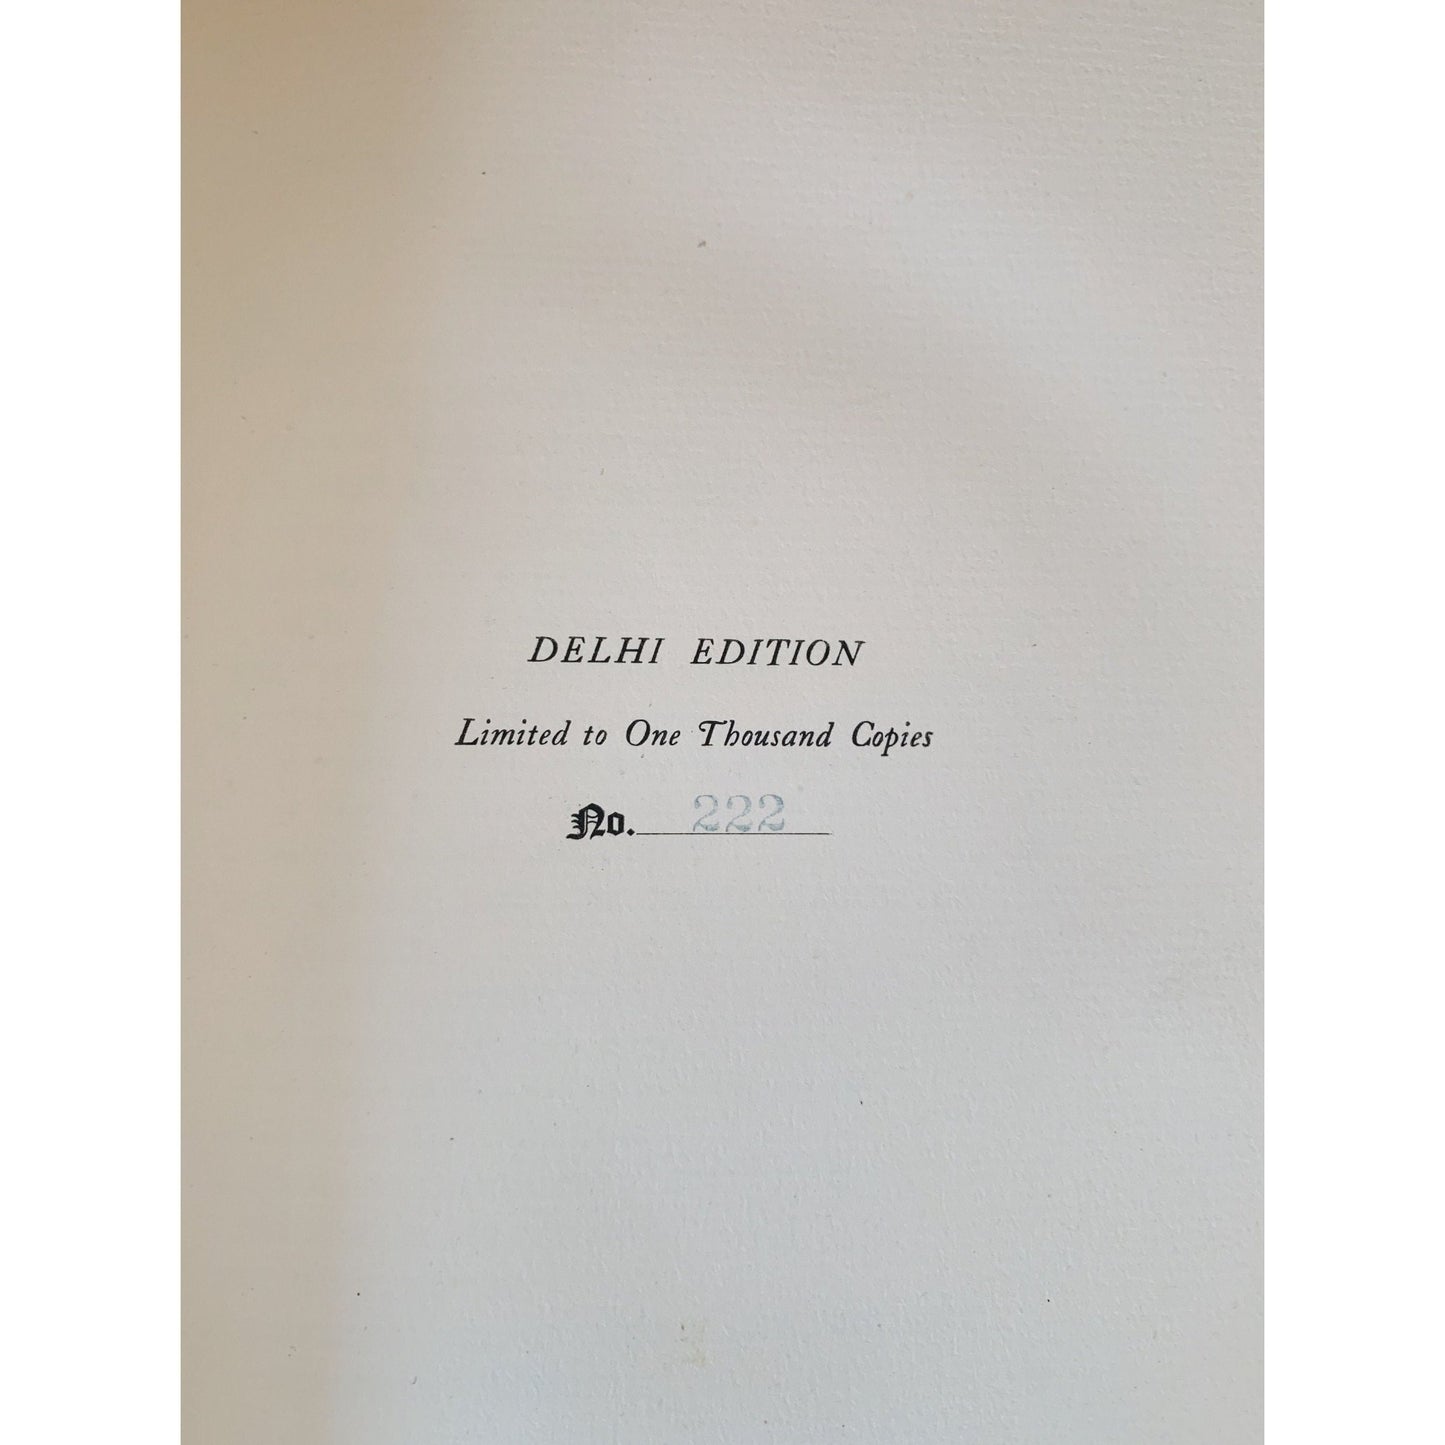 DELHI EDITION
Limited to One Thousand Copies
No. 222